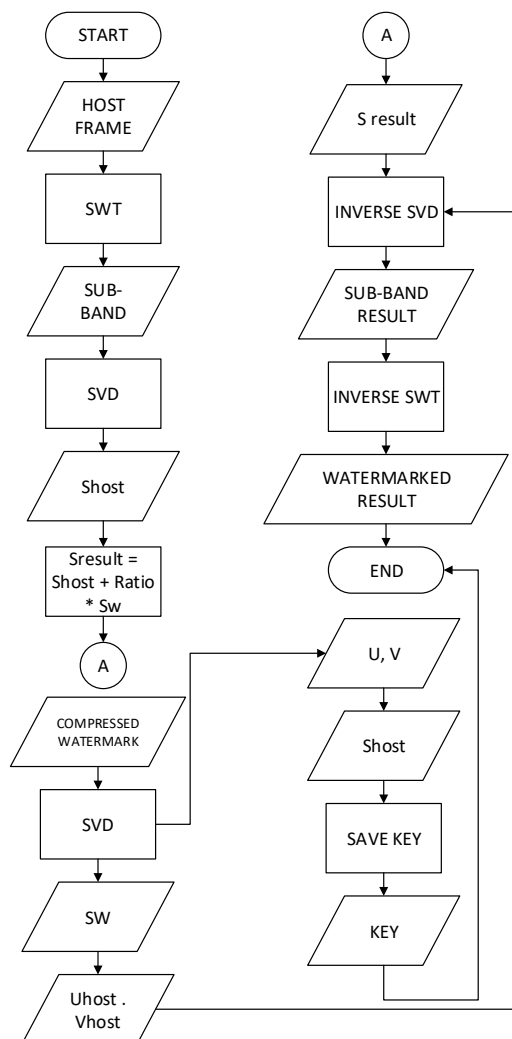 START
HOST
FRAME
SWT
SUB-
BAND
SVD
Shost
Sresult =
Shost + Ratio
* Sw
A
COMPRESSED
WATERMARK
SVD
SW
Uhost .
Vhost
A
S result
INVERSE SVD
SUB-BAND
RESULT
INVERSE SWT
WATERMARKED
RESULT
END
U, V
Shost
SAVE KEY
KEY